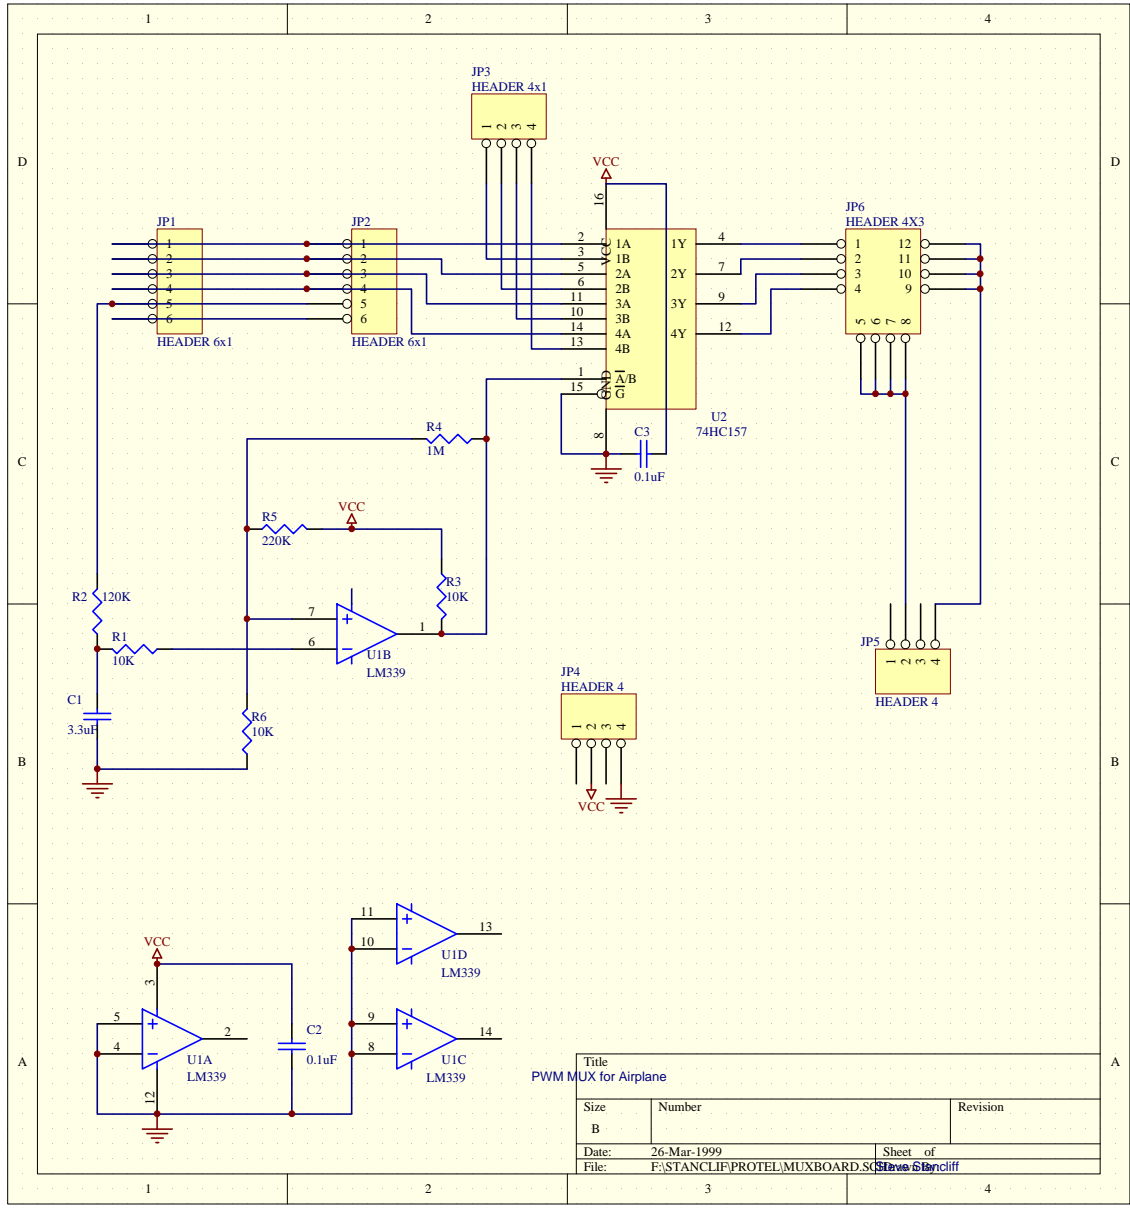 1 2 3 4
JP3
HEADER 4x1
1 2 3 4
D D
VCC
16
JP1 JP2 JP6
HEADER 4X3
1 1 2 1A VCC 1Y 4 1 12
2 2 3 1B 2 11
3 3 5 2A 2Y 7 3 10
4 4 6 2B 4 9
5 5 11 3A 3Y 9
6 6 10 3B 5 6 7 8
HEADER 6x1 HEADER 6x1 14 4A 4Y 12
13 4B
1 A/B
15 GND G
U2
74HC157
8
C3
0.1uF
R4
1M
C C
VCC
R5
220K
R3
10K
R2 120K
7
1
6
R1
10K
U1B
LM339
JP5
1 2 3 4
HEADER 4
JP4
HEADER 4
1 2 3 4
VCC
C1
3.3uF
R6
10K
B B
11
10
13
U1D
LM339
VCC
3
5
4
2
U1A
LM339
12
C2
0.1uF
9
8
14
U1C
LM339
A A
Title
PWM MUX for Airplane
Size Number Revision
B
Date: 26-Mar-1999 Sheet of
File: F:\STANCLIF\PROTEL\MUXBOARD.SCH Steve Stancliff
1 2 3 4